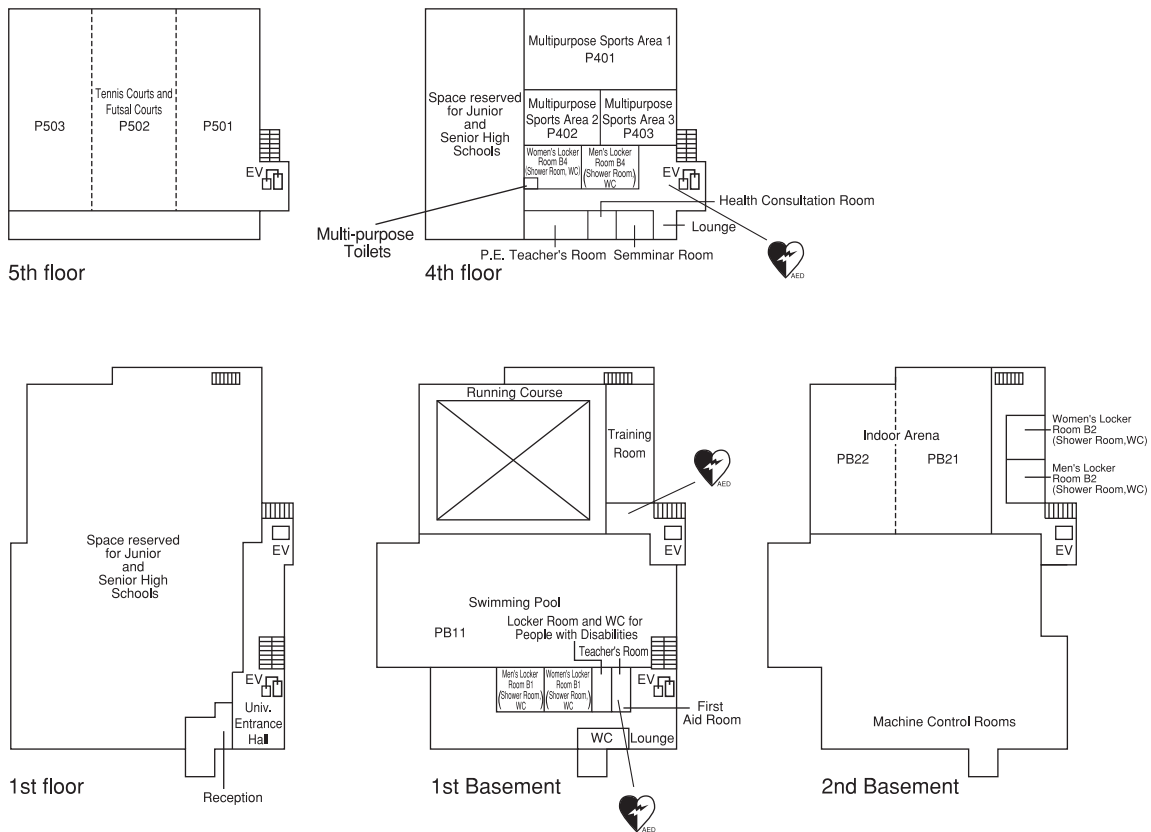 Tennis Courts and
Futsal Courts
P503
P502
P501
EV
5th floor
Multipurpose Sports Area 1
P401
Space reserved
for Junior
and
Senior High
Schools
Multipurpose
Sports Area 2
P402
Multipurpose
Sports Area 3
P403
Women's Locker
Room B4
(Shower Room, WC)
Men's Locker
Room B4
(Shower Room,
WC)
EV
Health Consultation Room
Multi-purpose
Toilets
Lounge
P.E. Teacher's Room
Semminar Room
AED
4th floor
Space reserved
for Junior
and
Senior High
Schools
EV
EV
Univ.
Entrance
Hall
1st floor
Reception
Running Course
Training
Room
AED
EV
Swimming Pool
PB11
Locker Room and WC for
People with Disabilities
Teacher's Room
Men's Locker
Room B1
(Shower Room,)
WC
Women's Locker
Room B1
(Shower Room,)
WC
EV
First
Aid Room
WC
Lounge
1st Basement
AED
Indoor Arena
PB22
PB21
Women's Locker
Room B2
(Shower Room,WC)
Men's Locker
Room B2
(Shower Room,WC)
EV
Machine Control Rooms
2nd Basement